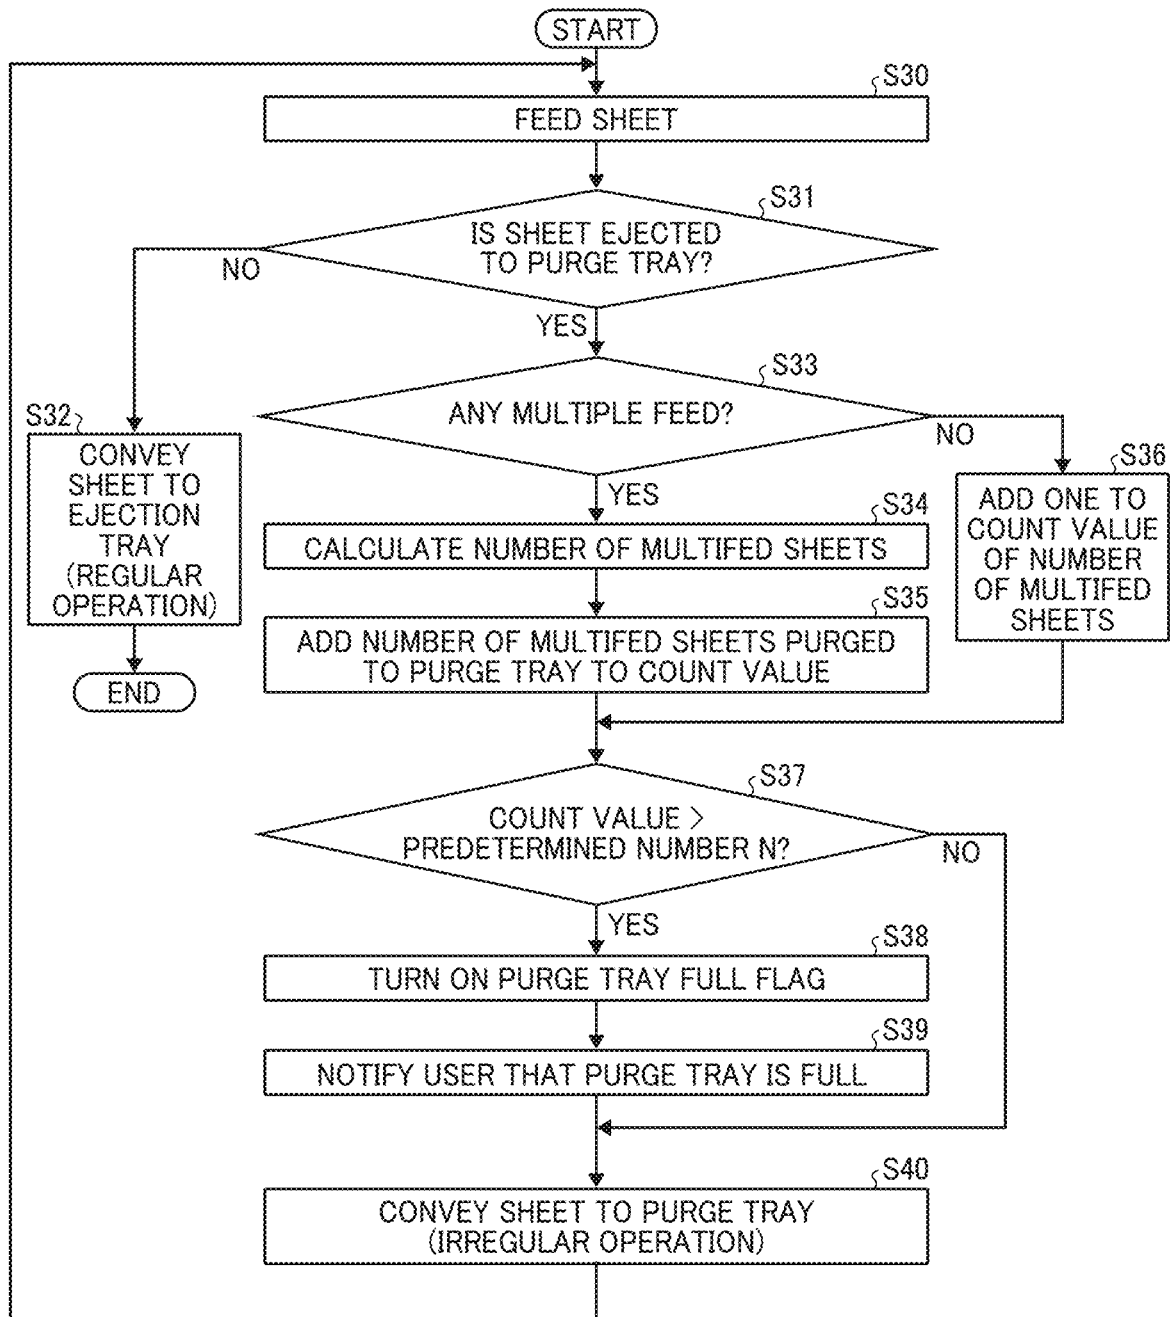 START
S30
FEED SHEET
S31
IS SHEET EJECTED
TO PURGE TRAY?
NO
YES
S33
ANY MULTIPLE FEED?
NO
YES
S32
CONVEY
SHEET TO
EJECTION
TRAY
(REGULAR
OPERATION)
END
S34
CALCULATE NUMBER OF MULTIFED SHEETS
S35
ADD NUMBER OF MULTIFED SHEETS PURGED
TO PURGE TRAY TO COUNT VALUE
S36
ADD ONE TO
COUNT VALUE
OF NUMBER
OF MULTIFED
SHEETS
S37
COUNT VALUE >
PREDETERMINED NUMBER N?
NO
YES
S38
TURN ON PURGE TRAY FULL FLAG
S39
NOTIFY USER THAT PURGE TRAY IS FULL
S40
CONVEY SHEET TO PURGE TRAY
(IRREGULAR OPERATION)